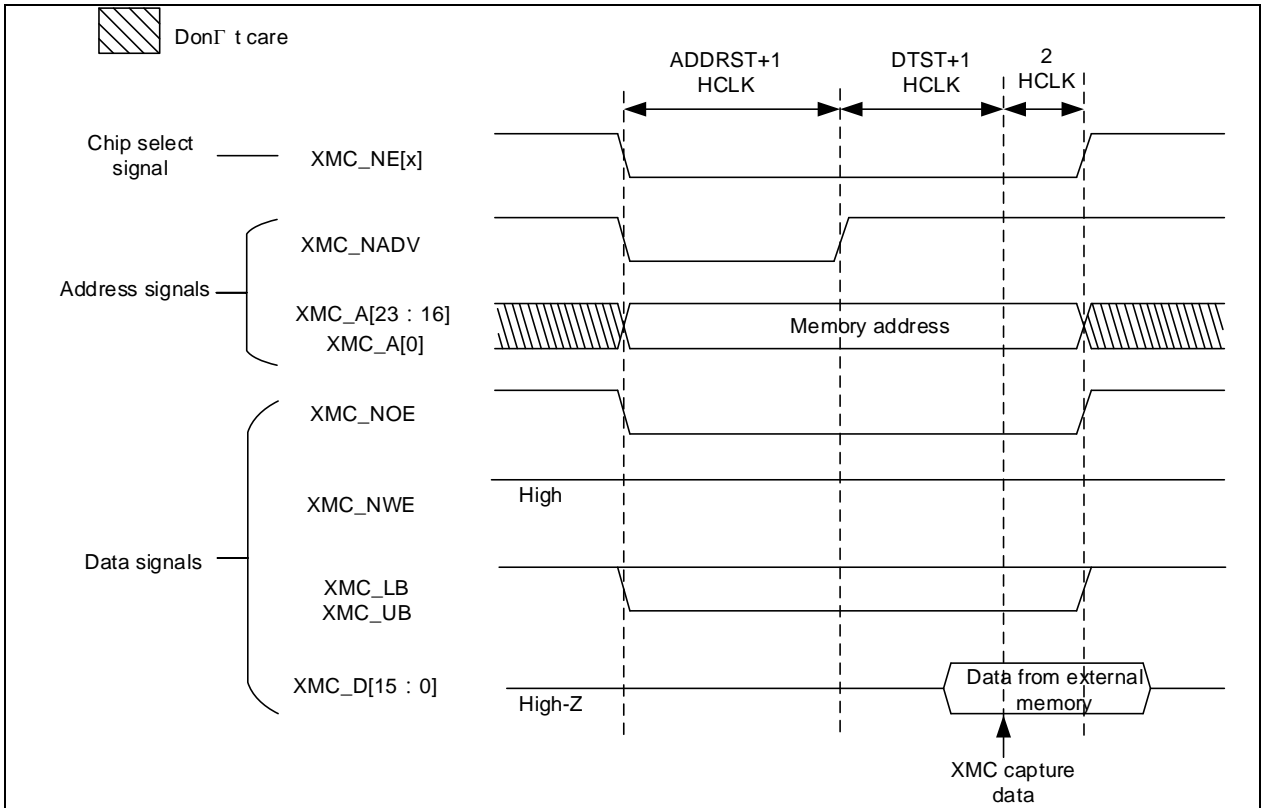 DonΓ t care
ADDRST+1
HCLK
DTST+1
HCLK
2
HCLK
Chip select
signal
XMC_NE[x]
XMC_NADV
Address signals
XMC_A[23 : 16]
XMC_A[0]
Memory address
XMC_NOE
XMC_NWE
High
Data signals
XMC_LB
XMC_UB
XMC_D[15 : 0]
High-Z
Data from external
memory
XMC capture
data